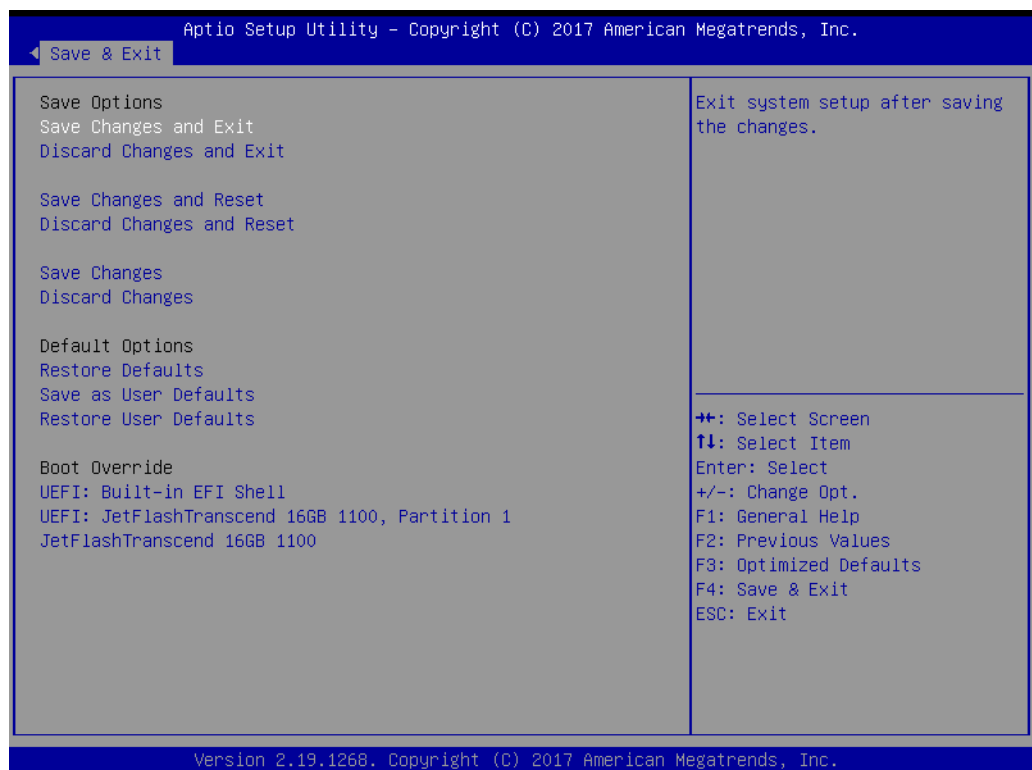 Aptio Setup Utility – Copyright (C) 2017 American Megatrends, Inc.
Save & Exit
Save Options
Save Changes and Exit
Discard Changes and Exit
Save Changes and Reset
Discard Changes and Reset
Save Changes
Discard Changes
Default Options
Restore Defaults
Save as User Defaults
Restore User Defaults
Boot Override
UEFI: Built-in EFI Shell
UEFI: JetFlashTranscend 16GB 1100, Partition 1
JetFlashTranscend 16GB 1100
Exit system setup after saving
the changes.
→←: Select Screen
↑↓: Select Item
Enter: Select
+/-: Change Opt.
F1: General Help
F2: Previous Values
F3: Optimized Defaults
F4: Save & Exit
ESC: Exit
Version 2.19.1268. Copyright (C) 2017 American Megatrends, Inc.